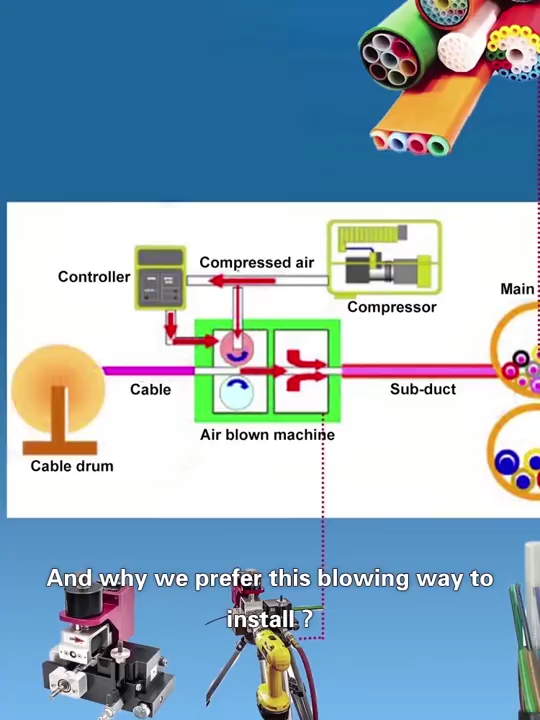 Controller
Compressed air
Compressor
Main
Cable
Sub-duct
Air blown machine
Cable drum
And why we prefer this blowing way to
install ?